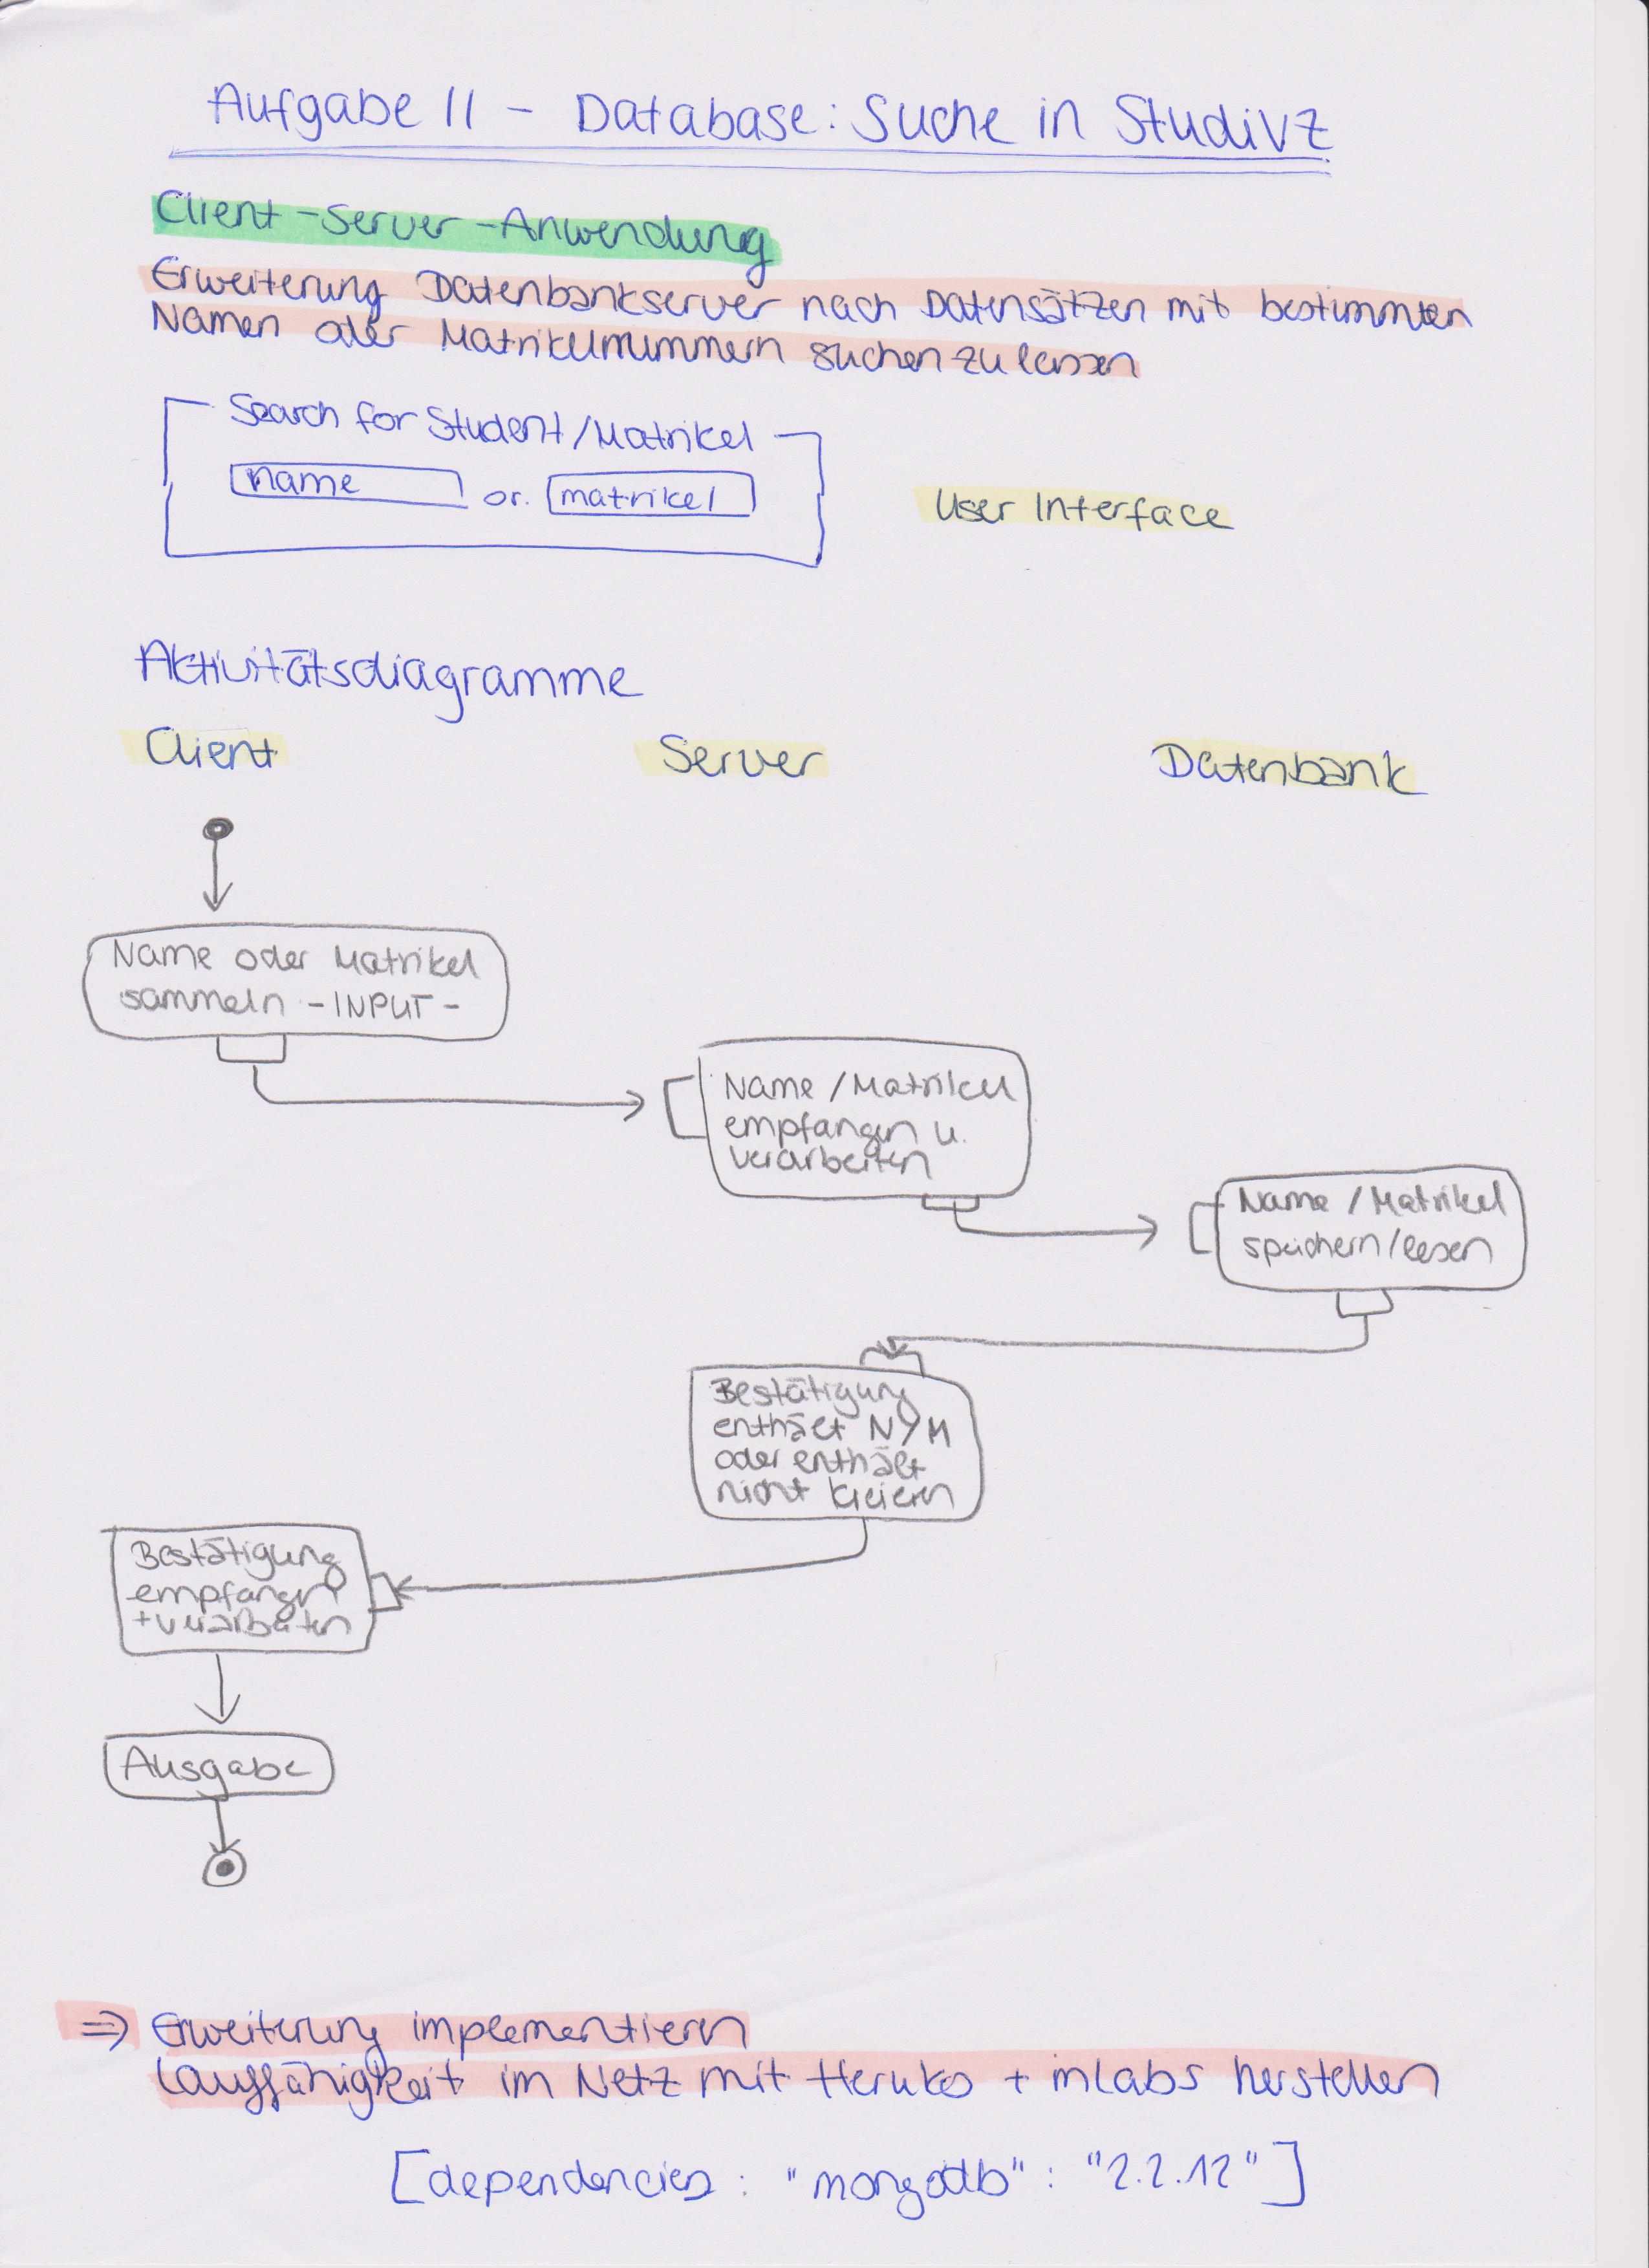 Aufgabe 11 - Database: Suche in StudiVZ
Client-Server-Anwendung
Erweiterung Datenbankserver nach Datensätzen mit bestimmten
Namen oder Matrikelnummern suchen zu lassen
Search for Student/Matrikel
name or. matrikel
User Interface
Aktivitätsdiagramme
Client Server Datenbank
Name oder Matrikel
sammeln -INPUT-
Name/Matrikel
empfangen u.
verarbeiten
Name/Matrikel
speichern/lesen
Bestätigung
enthält N/M
oder enthält
nicht kreieren
Bestätigung
empfangen
+verarbeiten
Ausgabe
=> Erweiterung implementieren
Lauffähigkeit im Netz mit Heruko + mLabs herstellen
[dependencies: "mongodb": "2.2.12"]